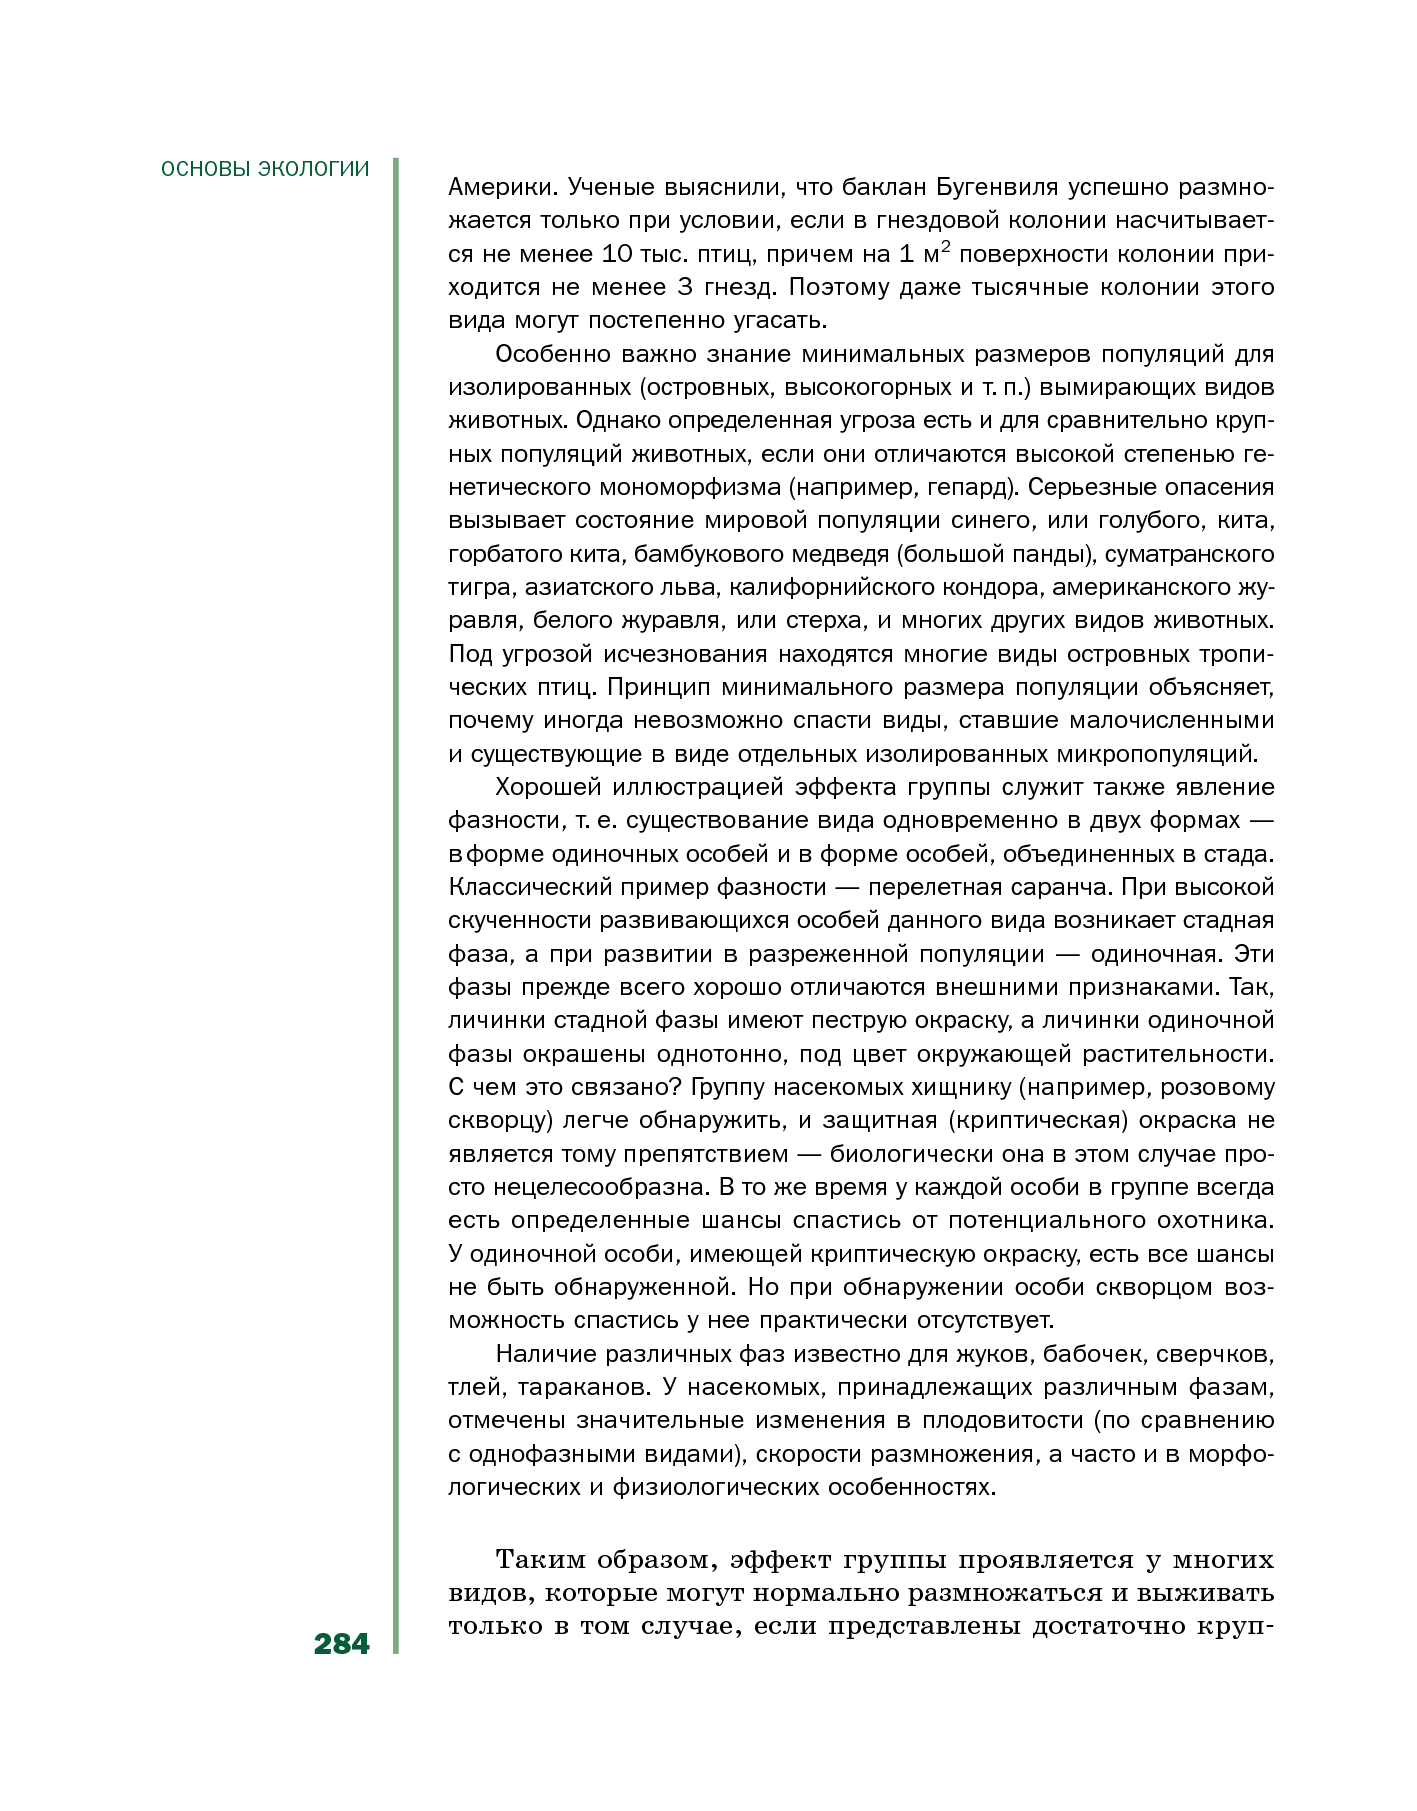 ОСНОВЫ ЭКОЛОГИИ
Америки. Ученые выяснили, что баклан Бугенвиля успешно размно-
жается только при условии, если в гнездовой колонии насчитывает-
ся не менее 10 тыс. птиц, причем на 1 м² поверхности колонии при-
ходится не менее 3 гнезд. Поэтому даже тысячные колонии этого
вида могут постепенно угасать.
Особенно важно знание минимальных размеров популяций для
изолированных (островных, высокогорных и т. п.) вымирающих видов
животных. Однако определенная угроза есть и для сравнительно круп-
ных популяций животных, если они отличаются высокой степенью ге-
нетического мономорфизма (например, гепард). Серьезные опасения
вызывает состояние мировой популяции синего, или голубого, кита,
горбатого кита, бамбукового медведя (большой панды), суматранского
тигра, азиатского льва, калифорнийского кондора, американского жу-
равля, белого журавля, или стерха, и многих других видов животных.
Под угрозой исчезнования находятся многие виды островных тропи-
ческих птиц. Принцип минимального размера популяции объясняет,
почему иногда невозможно спасти виды, ставшие малочисленными
и существующие в виде отдельных изолированных микропопуляций.
Хорошей иллюстрацией эффекта группы служит также явление
фазности, т. е. существование вида одновременно в двух формах —
в форме одиночных особей и в форме особей, объединенных в стада.
Классический пример фазности — перелетная саранча. При высокой
скученности развивающихся особей данного вида возникает стадная
фаза, а при развитии в разреженной популяции — одиночная. Эти
фазы прежде всего хорошо отличаются внешними признаками. Так,
личинки стадной фазы имеют пеструю окраску, а личинки одиночной
фазы окрашены однотонно, под цвет окружающей растительности.
С чем это связано? Группу насекомых хищнику (например, розовому
скворцу) легче обнаружить, и защитная (криптическая) окраска не
является тому препятствием — биологически она в этом случае про-
сто нецелесообразна. В то же время у каждой особи в группе всегда
есть определенные шансы спастись от потенциального охотника.
У одиночной особи, имеющей криптическую окраску, есть все шансы
не быть обнаруженной. Но при обнаружении особи скворцом воз-
можность спастись у нее практически отсутствует.
Наличие различных фаз известно для жуков, бабочек, сверчков,
тлей, тараканов. У насекомых, принадлежащих различным фазам,
отмечены значительные изменения в плодовитости (по сравнению
с однофазными видами), скорости размножения, а часто и в морфо-
логических и физиологических особенностях.
Таким образом, эффект группы проявляется у многих
видов, которые могут нормально размножаться и выживать
только в том случае, если представлены достаточно круп-
284